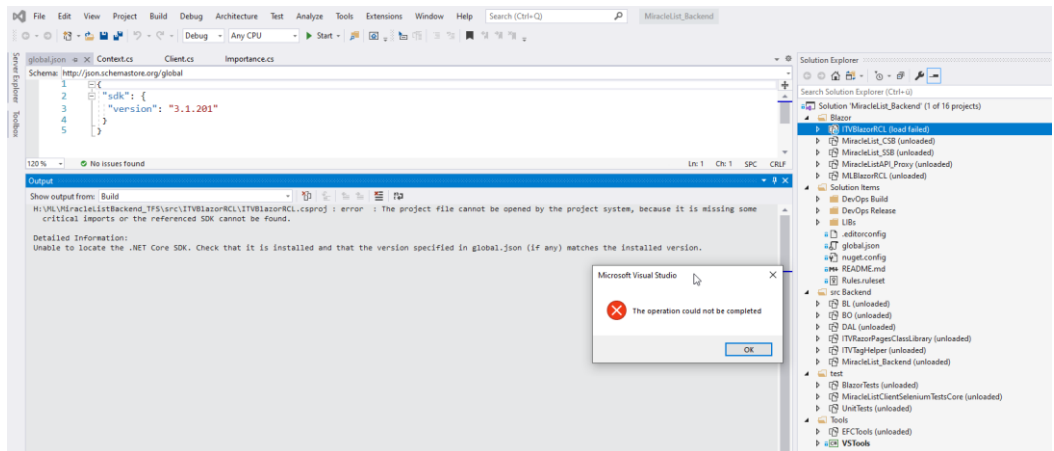 File Edit View Project Build Debug Architecture Test Analyze Tools Extensions Window Help Search (Ctrl+Q) MiracleList_Backend
Debug Any CPU Start
Server Explorer
Toolbox
global.json Context.cs Client.cs Importance.cs
Schema: http://json.schemastore.org/global
1 {
2 "sdk": {
3 "version": "3.1.201"
4 }
5 }
120 % No issues found Ln: 1 Ch: 1 SPC CRLF
Output
Show output from: Build
H:\ML\MiracleListBackend_TFS\src\ITVBlazorRCL\ITVBlazorRCL.csproj : error : The project file cannot be opened by the project system, because it is missing some
critical imports or the referenced SDK cannot be found.
Detailed Information:
Unable to locate the .NET Core SDK. Check that it is installed and that the version specified in global.json (if any) matches the installed version.
Microsoft Visual Studio
The operation could not be completed
OK
Solution Explorer
Search Solution Explorer (Ctrl+ü)
Solution 'MiracleList_Backend' (1 of 16 projects)
Blazor
ITVBlazorRCL (load failed)
MiracleList_CSB (unloaded)
MiracleList_SSB (unloaded)
MiracleListAPI_Proxy (unloaded)
MLBlazorRCL (unloaded)
Solution Items
DevOps Build
DevOps Release
LIBs
.editorconfig
global.json
nuget.config
README.md
Rules.ruleset
src Backend
BL (unloaded)
BO (unloaded)
DAL (unloaded)
ITVRazorPagesClassLibrary (unloaded)
ITVTagHelper (unloaded)
MiracleList_Backend (unloaded)
test
BlazorTests (unloaded)
MiracleListClientSeleniumTestsCore (unloaded)
UnitTests (unloaded)
Tools
EFCTools (unloaded)
VSTools